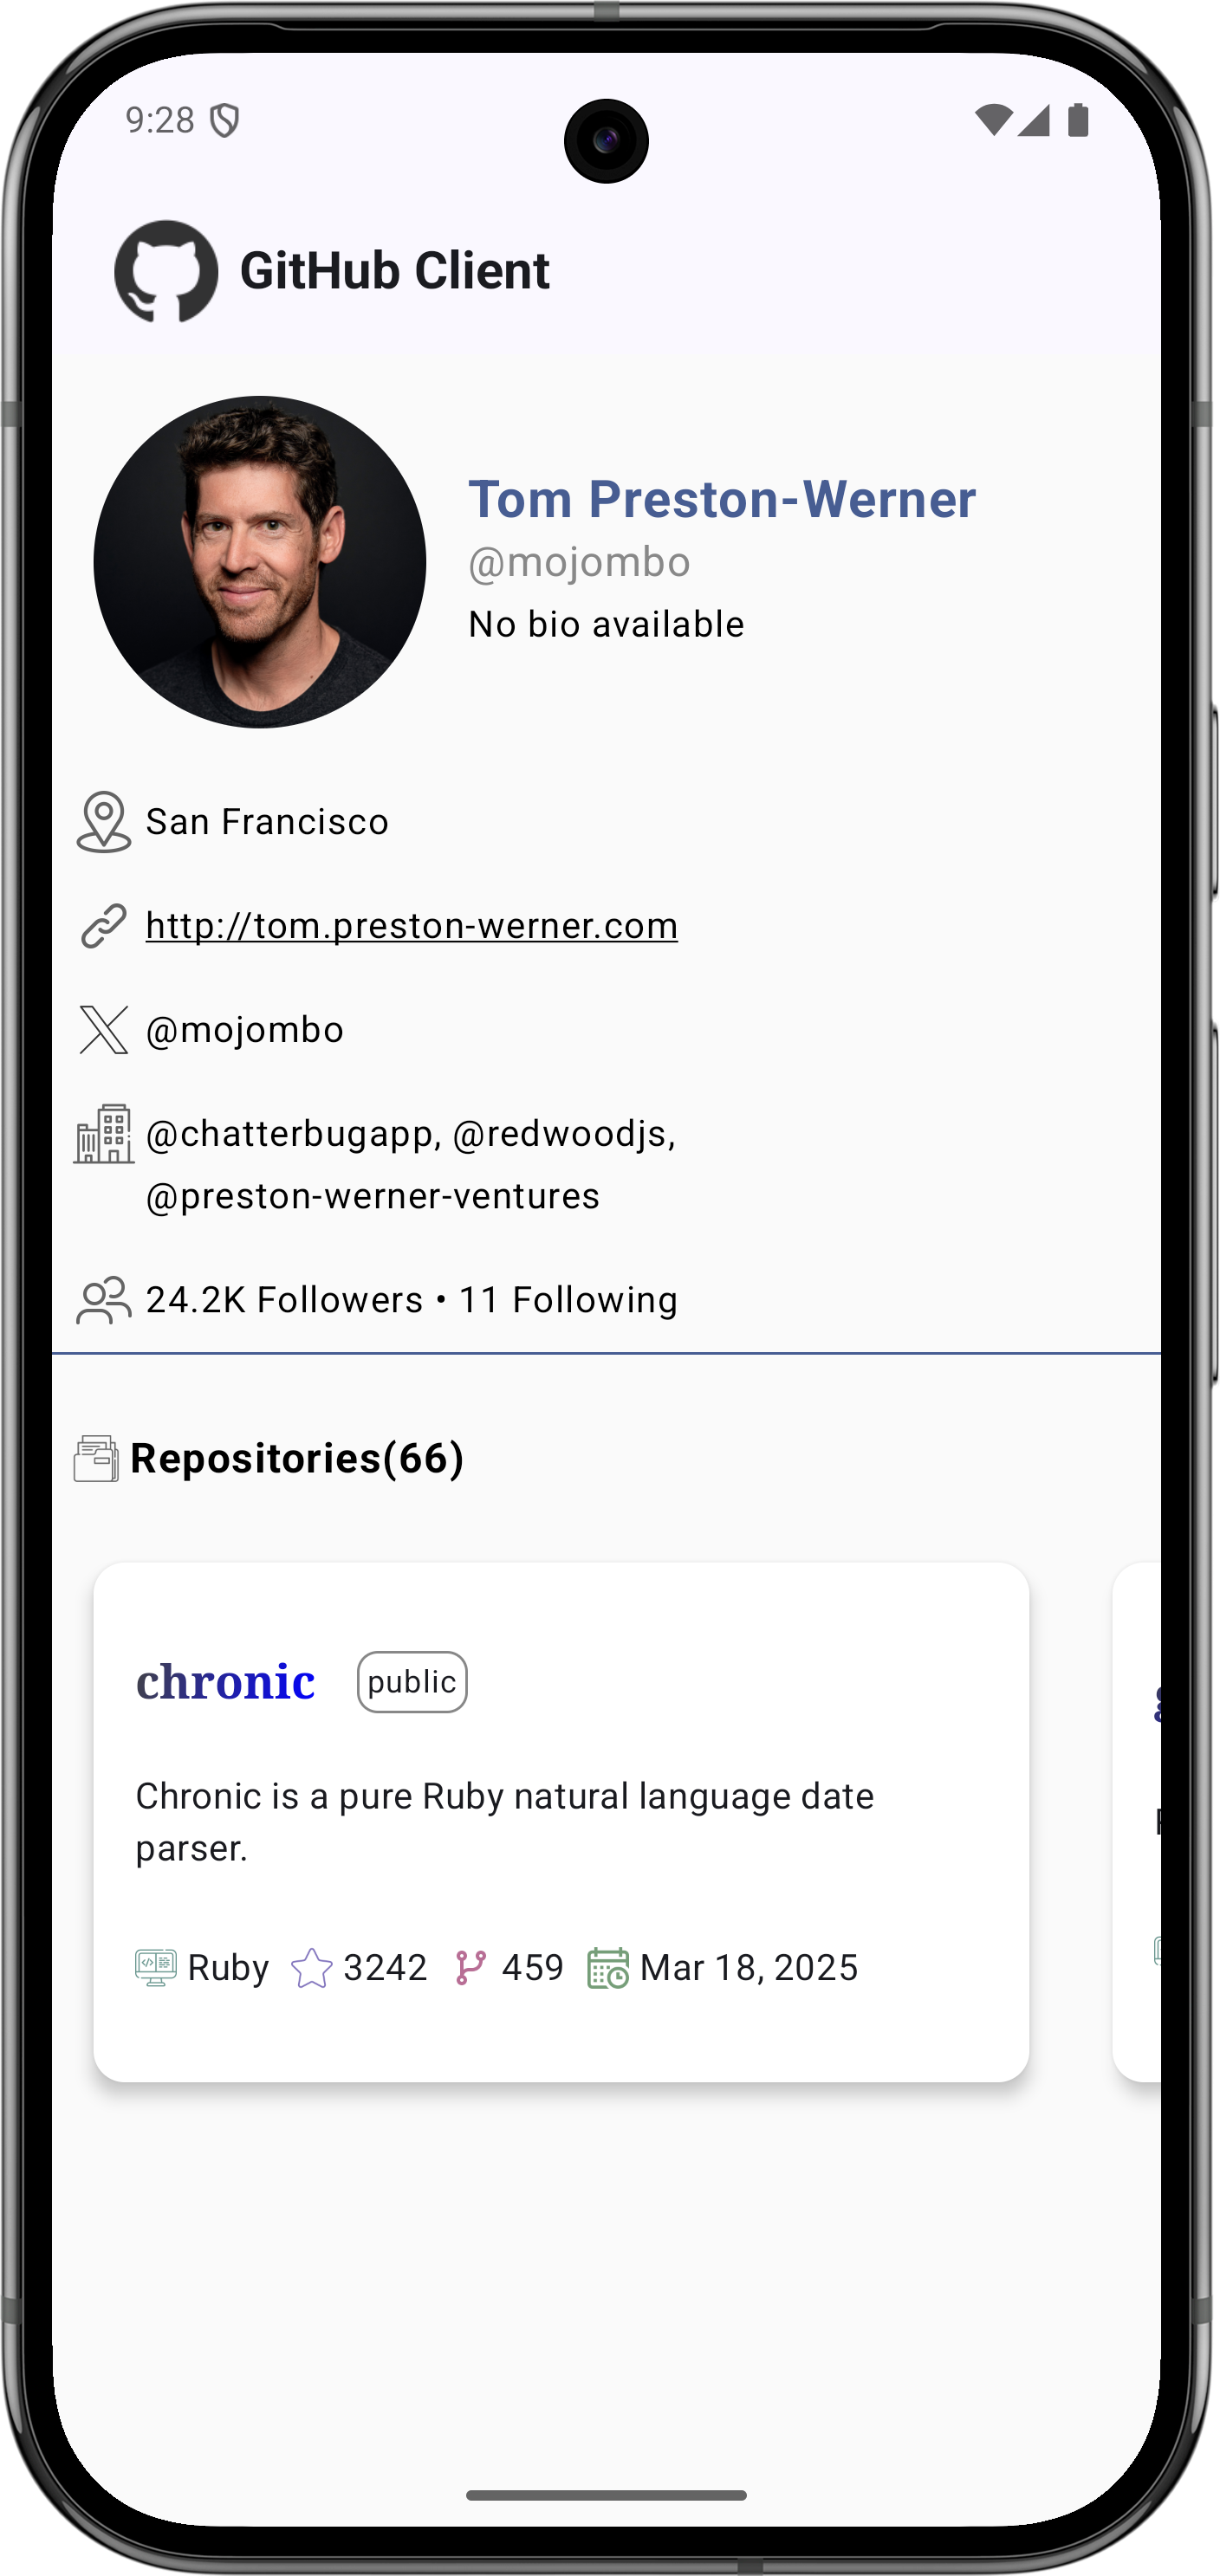 9:28
GitHub Client
Tom Preston-Werner
@mojombo
No bio available
San Francisco
http://tom.preston-werner.com
@mojombo
@chatterbugapp, @redwoodjs,
@preston-werner-ventures
24.2K Followers • 11 Following
Repositories(66)
chronic public
Chronic is a pure Ruby natural language date
parser.
Ruby 3242 459 Mar 18, 2025